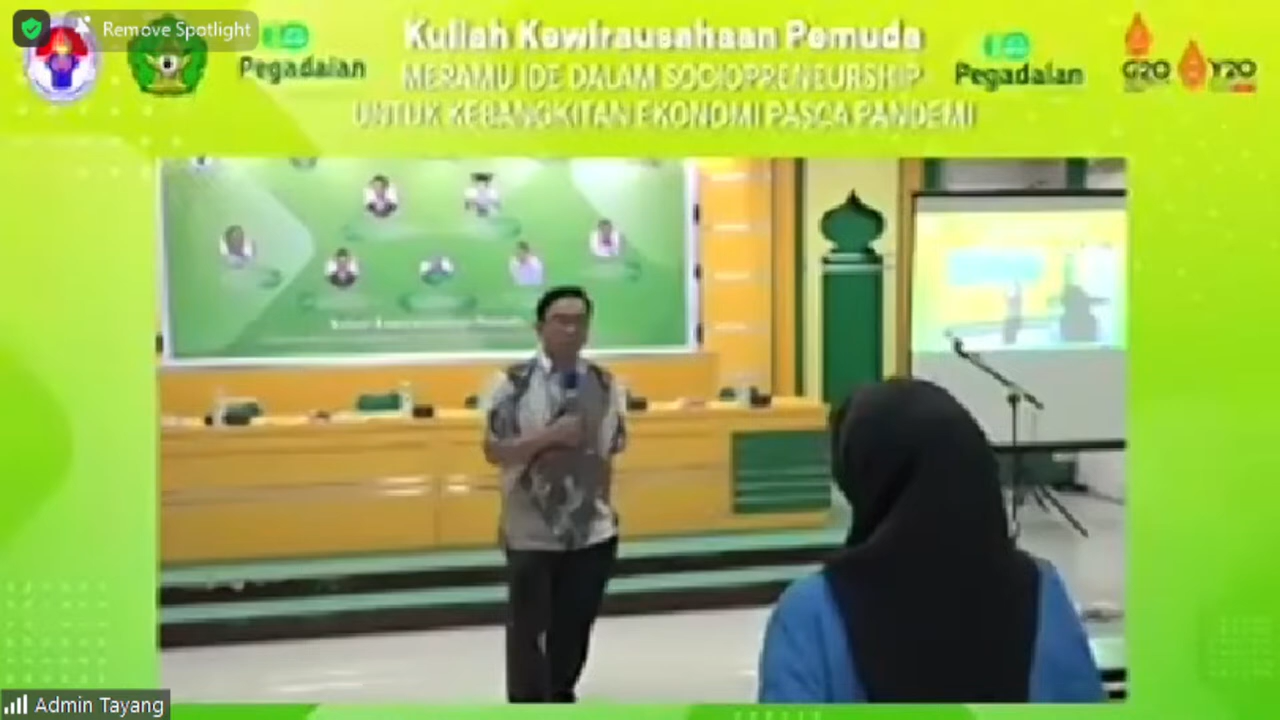 Remove Spotlight
Pegadaian
Kuliah Kewirausahaan Pemuda
MERAMU IDE DALAM SOCIOPRENEURSHIP
UNTUK KEBANGKITAN EKONOMI PASCA PANDEMI
Pegadaian
G20
Y20
Admin Tayang